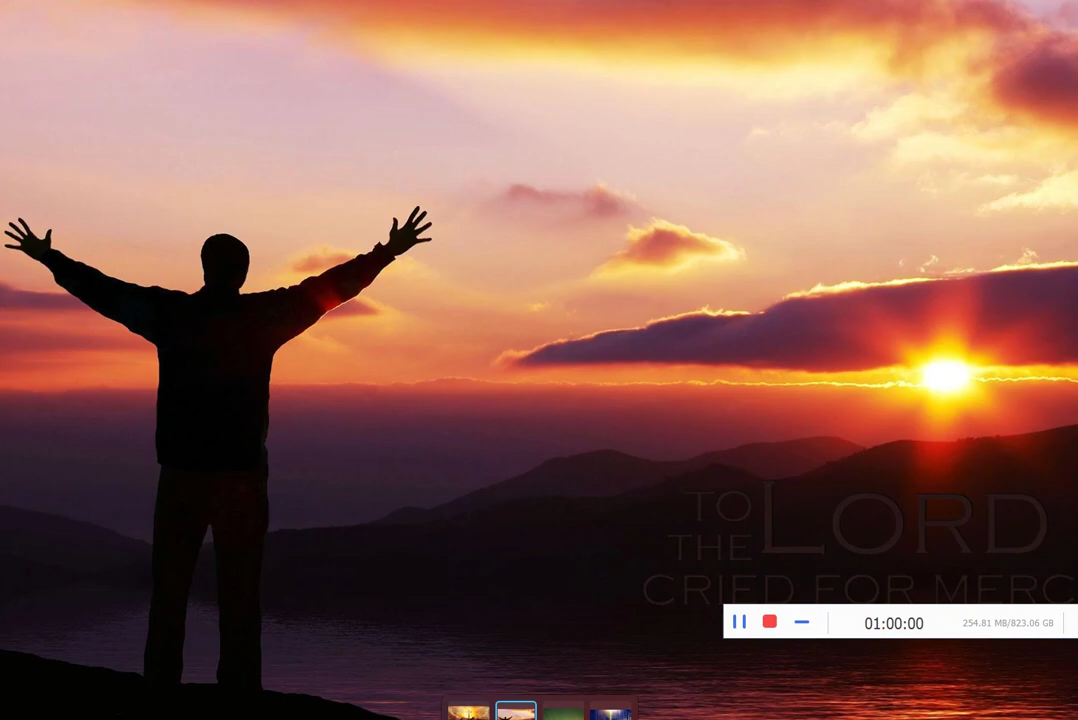 TO
THE LORD
CRIED FOR MERC
01:00:00
254.81 MB/823.06 GB